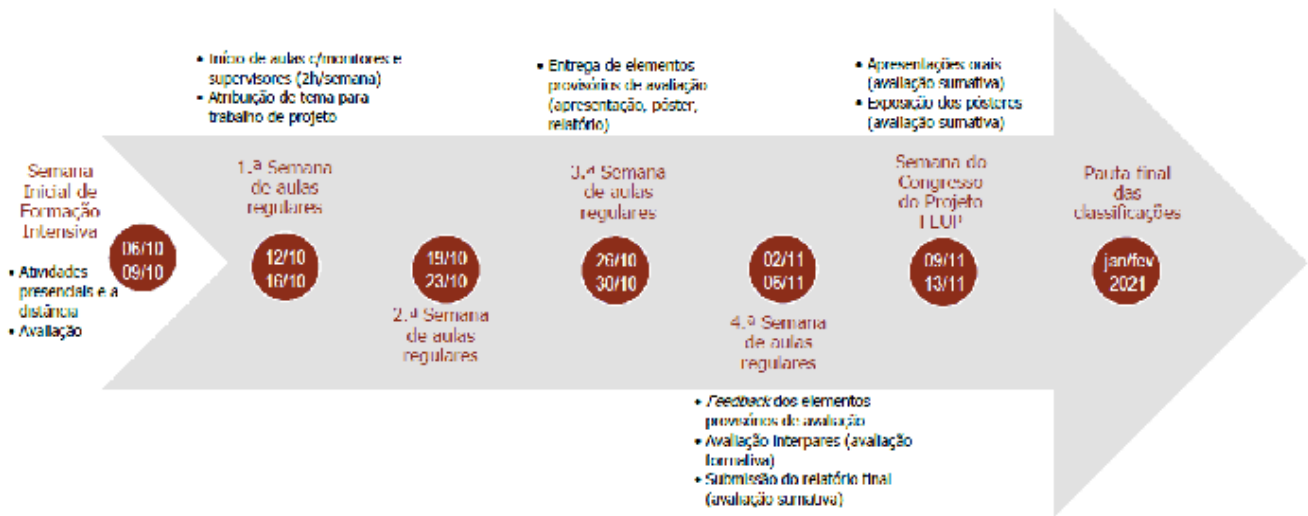 • Início de aulas c/monitores e
supervisores (2h/semana)
• Atribuição de tema para
trabalho de projeto
• Entrega de elementos
provisórios de avaliação
(apresentação, póster,
relatório)
• Apresentações orais
(avaliação sumativa)
• Exposição dos pósteres
(avaliação sumativa)
Semana
Inicial de
Formação
Intensiva
06/10
09/10
• Atividades
presenciais e a
distância
• Avaliação
1.ª Semana
de aulas
regulares
12/10
16/10
19/10
23/10
2.ª Semana
de aulas
regulares
3.ª Semana
de aulas
regulares
26/10
30/10
02/11
06/11
4.ª Semana
de aulas
regulares
Semana do
Congresso
do Projeto
FEUP
09/11
13/11
Pauta final
das
classificações
jan/fev
2021
• Feedback dos elementos
provisórios de avaliação
• Avaliação interpares (avaliação
formativa)
• Submissão do relatório final
(avaliação sumativa)